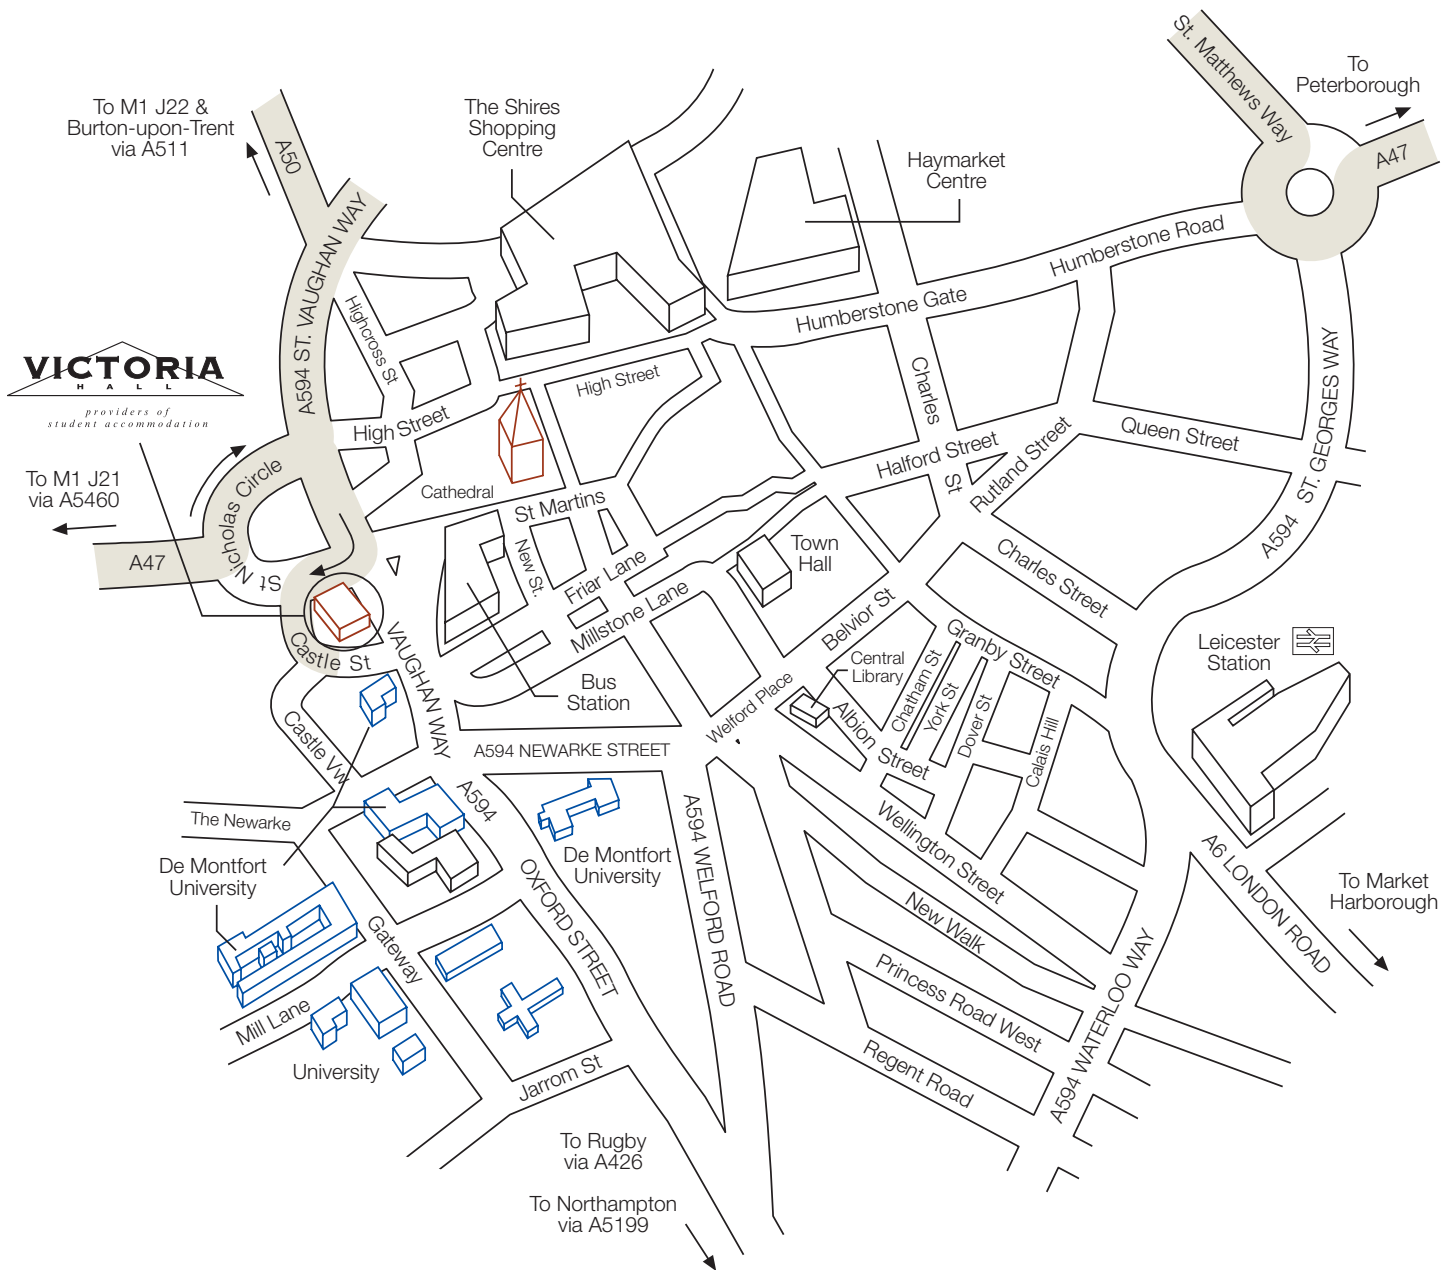 To M1 J22 &
Burton-upon-Trent
via A511
A50
The Shires
Shopping
Centre
Haymarket
Centre
St. Matthews Way
To
Peterborough
A47
A594 ST. VAUGHAN WAY
Humberstone Road
Humberstone Gate
Highcross St
VICTORIA
HALL
providers of
student accommodation
High Street
High Street
Charles
St
Halford Street
Rutland Street
Queen Street
A594 ST. GEORGES WAY
To M1 J21
via A5460
A47
St Nicholas Circle
Cathedral
St Martins
New St.
Friar Lane
Millstone Lane
Town
Hall
Charles Street
Belvior St
Granby Street
Leicester
Station
Castle St
VAUGHAN WAY
Bus
Station
Central
Library
Chatham St
York St
Dover St
Calais Hill
Welford Place
Albion Street
Castle Vw
A594 NEWARKE STREET
A594
The Newarke
De Montfort
University
De Montfort
University
OXFORD STREET
A594 WELFORD ROAD
Wellington Street
New Walk
Princess Road West
Regent Road
A594 WATERLOO WAY
A6 LONDON ROAD
To Market
Harborough
Gateway
Mill Lane
University
Jarrom St
To Rugby
via A426
To Northampton
via A5199